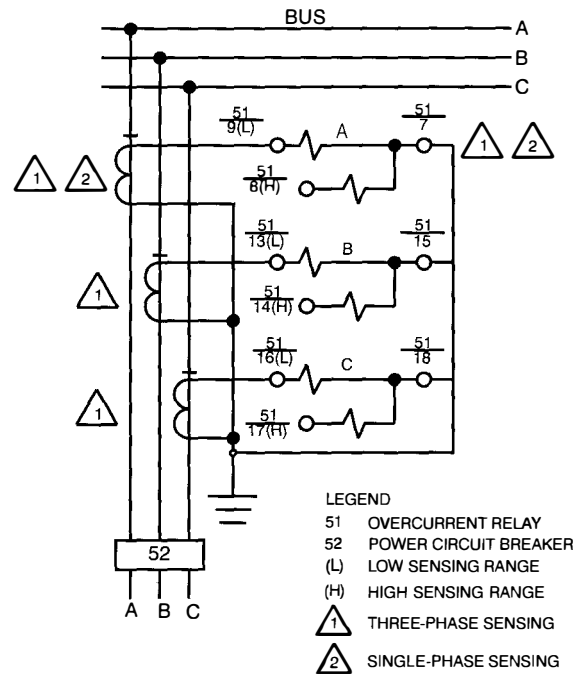 BUS
A
B
C
51
9(L)
A
51
7
1 2
1 2
51
8(H)
51
13(L)
B
51
15
1
51
14(H)
51
16(L)
C
51
18
1
51
17(H)
LEGEND
51 OVERCURRENT RELAY
52 POWER CIRCUIT BREAKER
(L) LOW SENSING RANGE
(H) HIGH SENSING RANGE
1 THREE-PHASE SENSING
2 SINGLE-PHASE SENSING
52
A B C